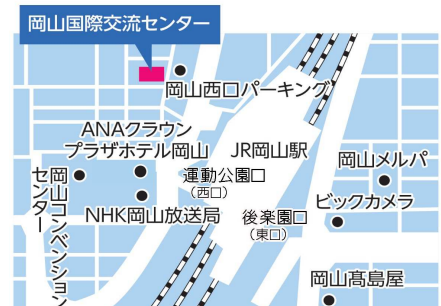 岡山国際交流センター
岡山西口パーキング
ANAクラウン
プラザホテル岡山
JR岡山駅
岡山メルパ
運動公園口
(西口)
岡山コンベンション
センター
ビックカメラ
NHK岡山放送局
後楽園口
(東口)
岡山髙島屋